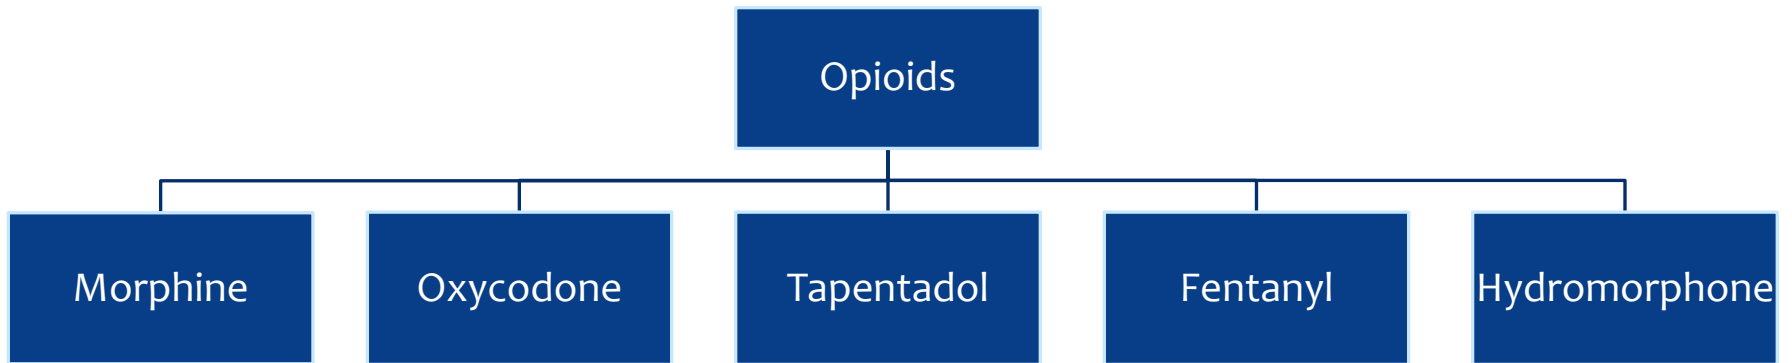 Opioids
Morphine
Oxycodone
Tapentadol
Fentanyl
Hydromorphone